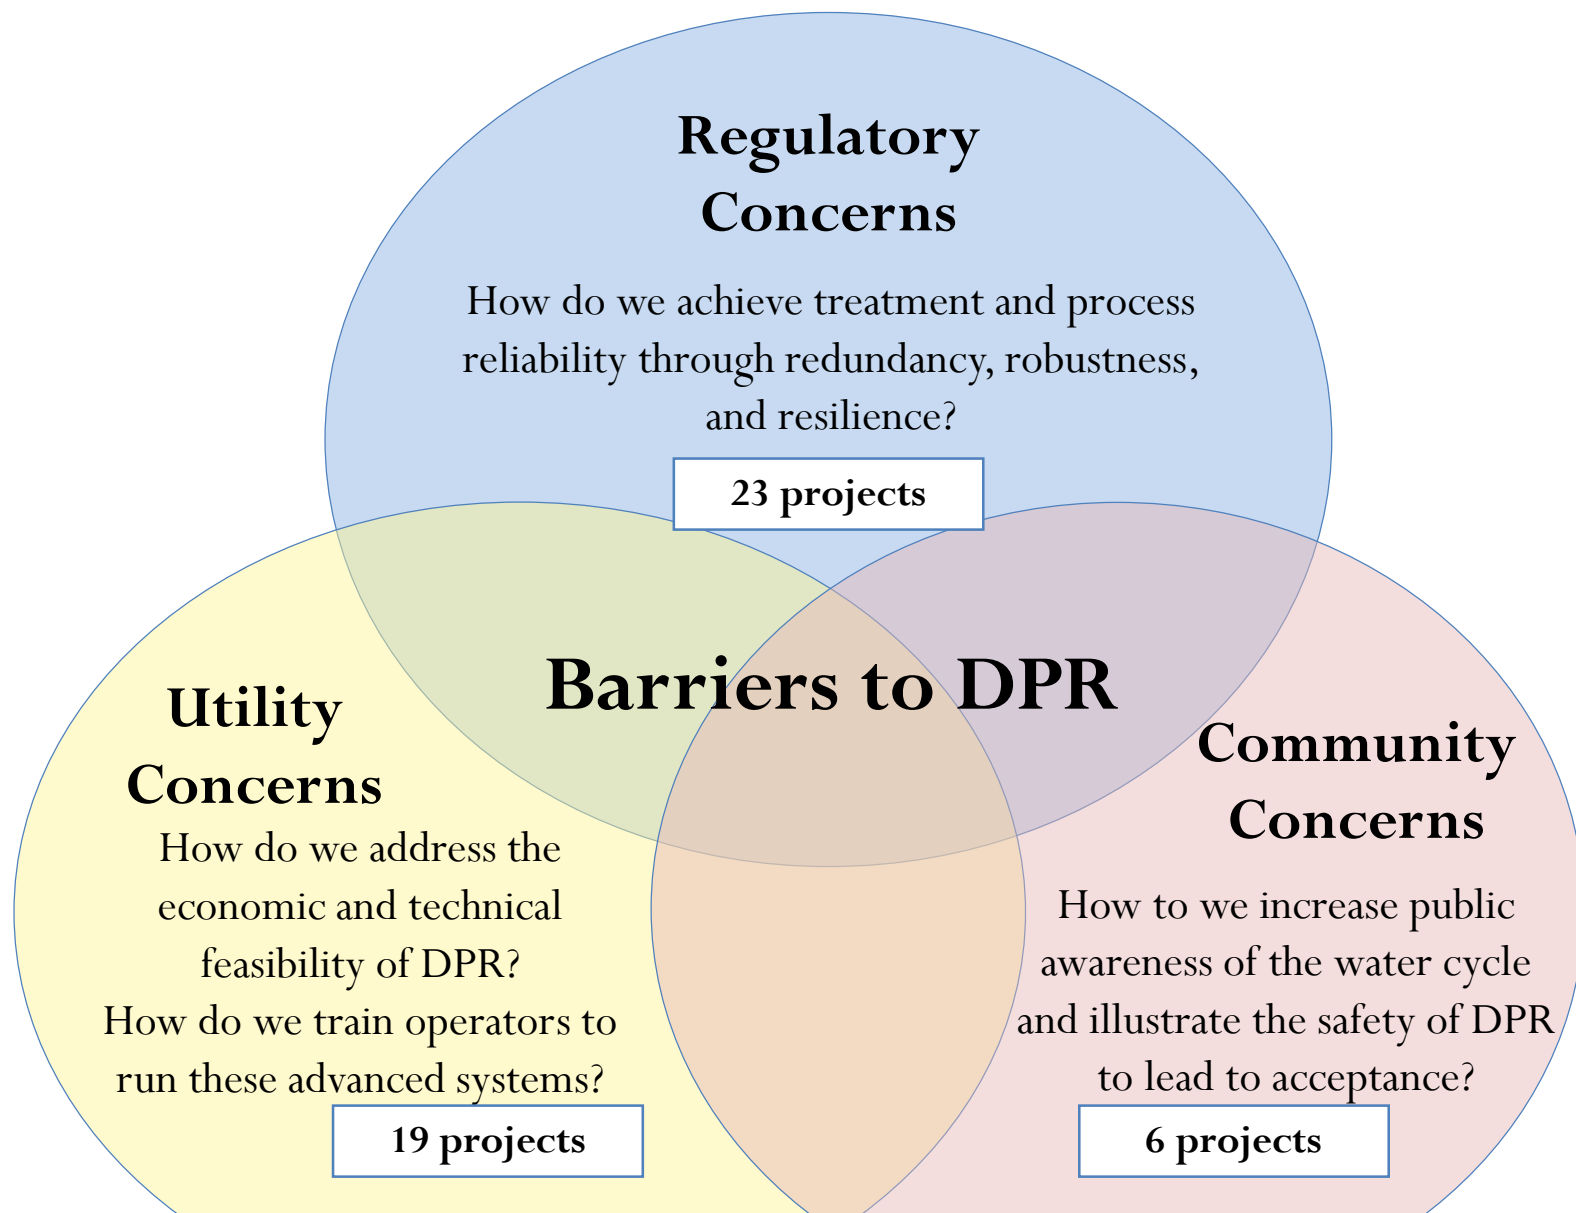 Regulatory
Concerns
How do we achieve treatment and process
reliability through redundancy, robustness,
and resilience?
23 projects
Barriers to DPR
Utility
Concerns
How do we address the
economic and technical
feasibility of DPR?
How do we train operators to
run these advanced systems?
19 projects
Community
Concerns
How to we increase public
awareness of the water cycle
and illustrate the safety of DPR
to lead to acceptance?
6 projects